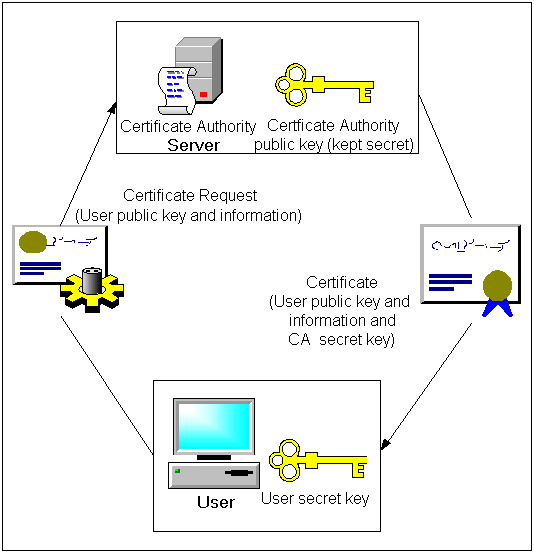 Certificate Authority
Server
Certficate Authority
public key (kept secret)
Certificate Request
(User public key and information)
Certificate
(User public key and
information and
CA secret key)
User
User secret key